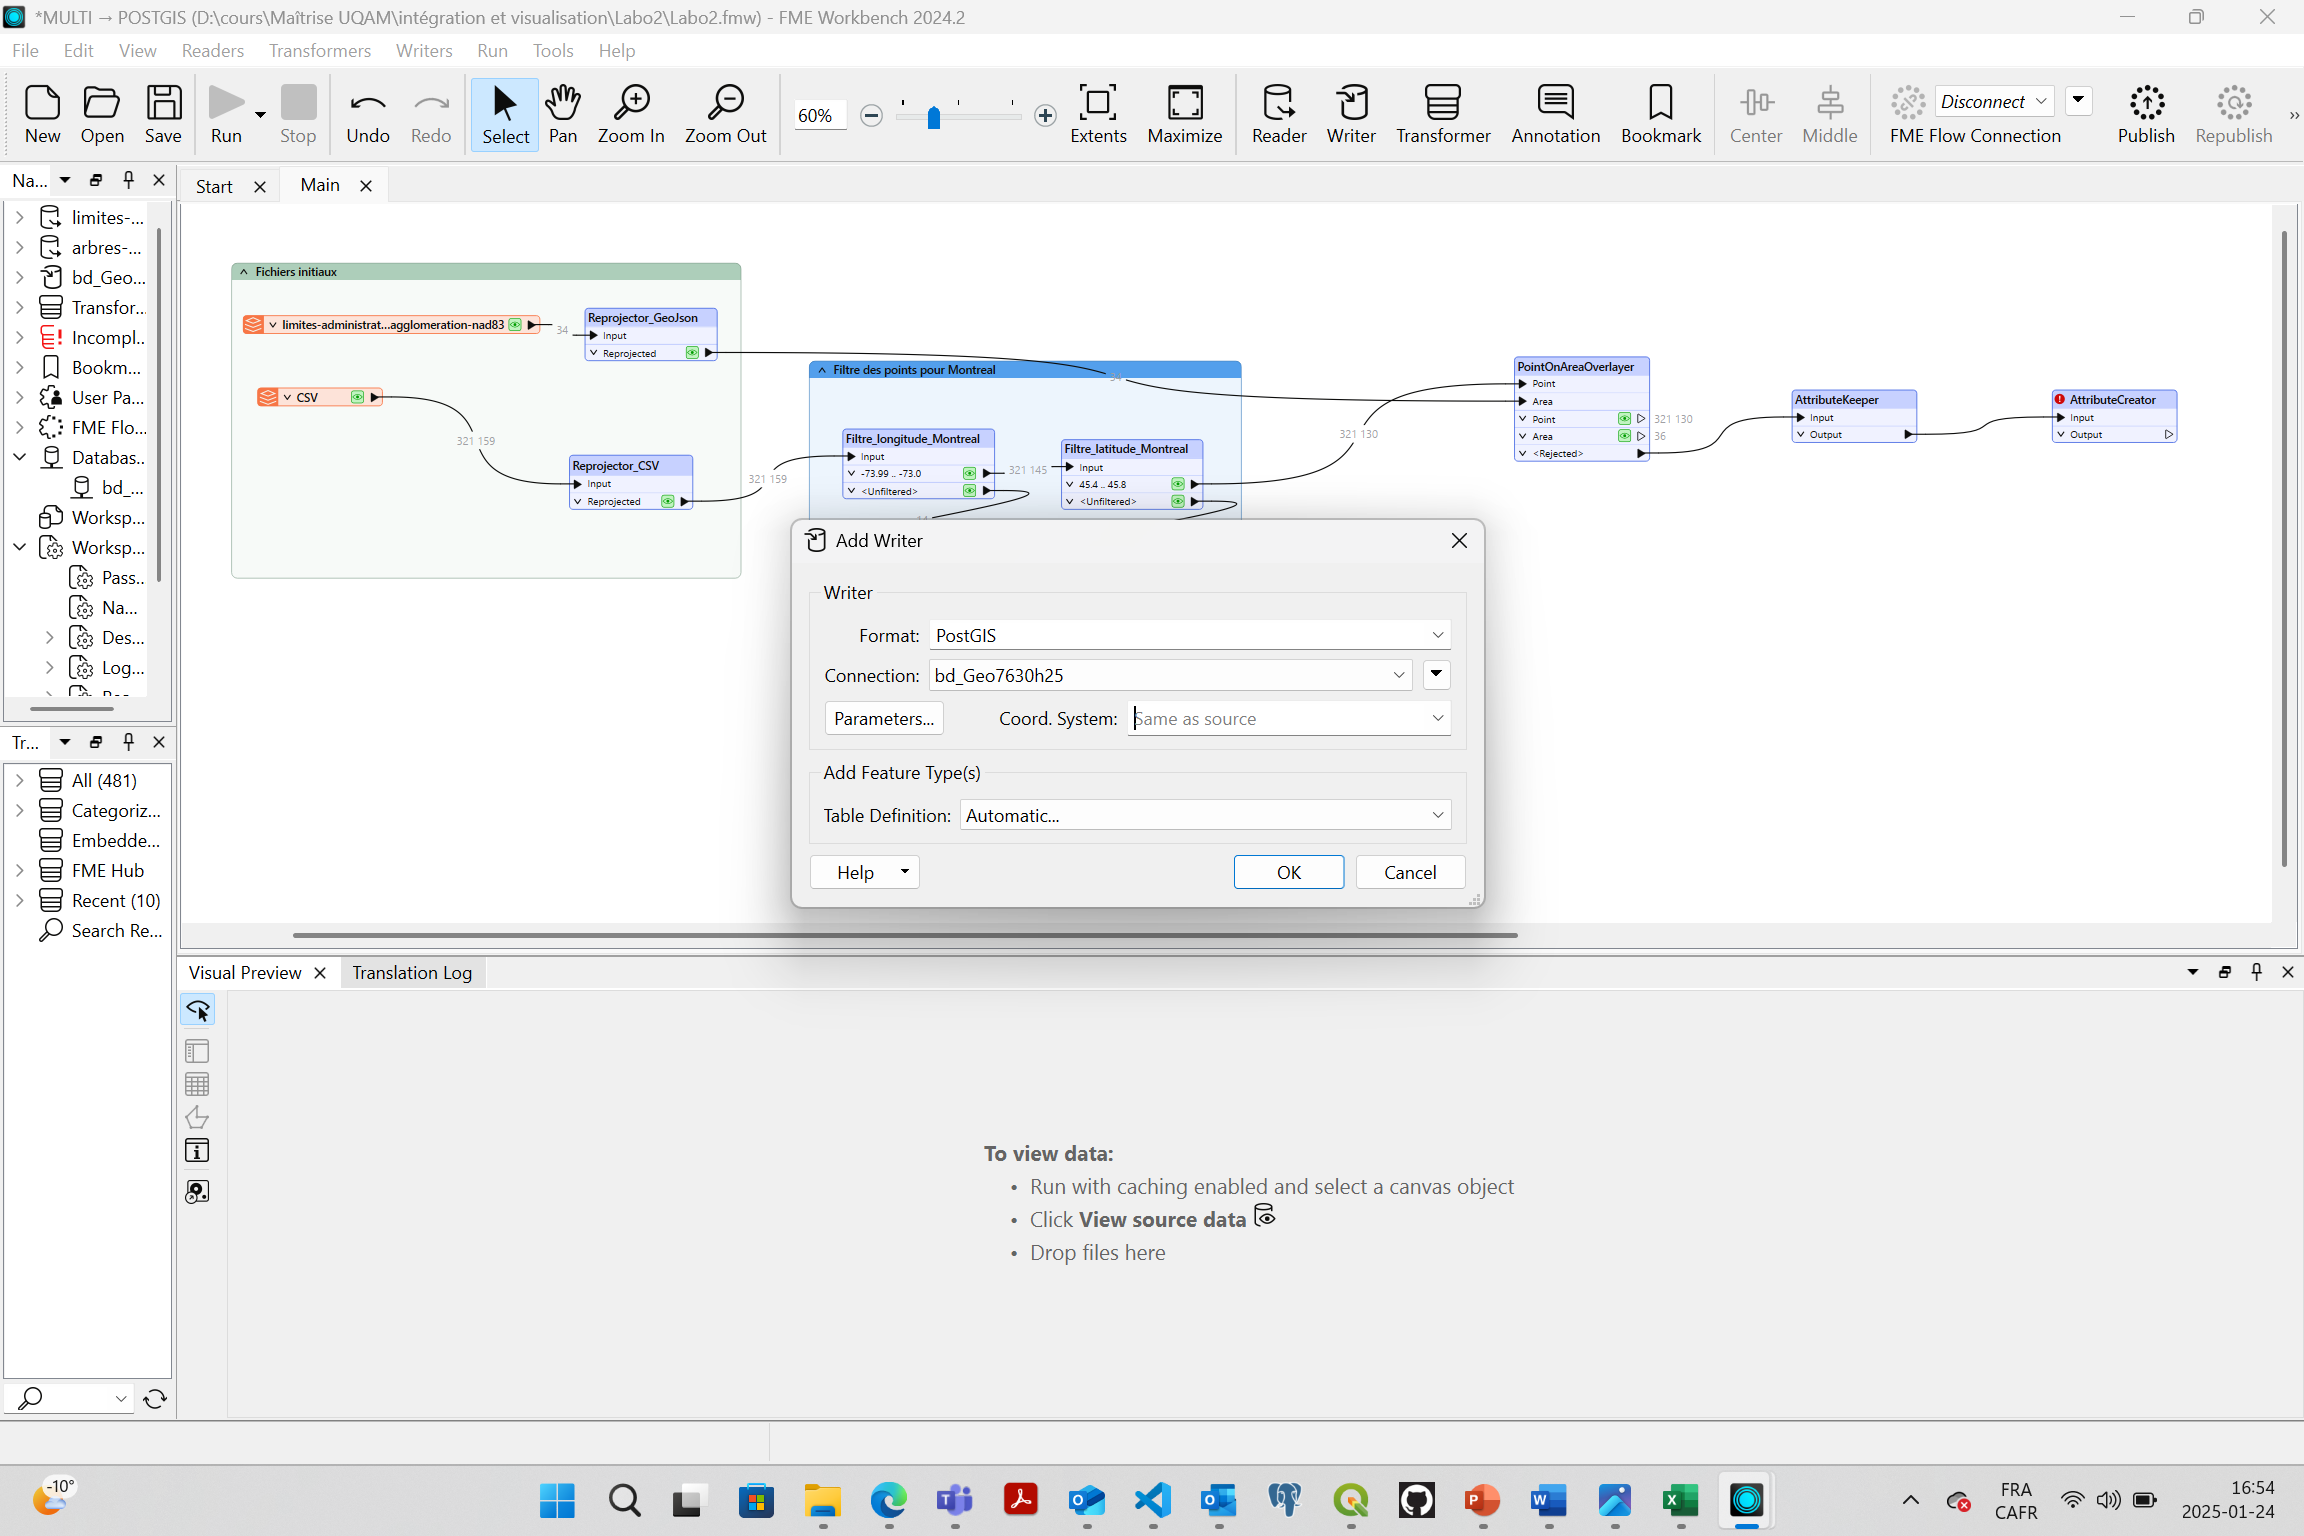 *MULTI → POSTGIS (D:\cours\Maîtrise UQAM\intégration et visualisation\Labo2\Labo2.fmw) - FME Workbench 2024.2
File Edit View Readers Transformers Writers Run Tools Help
New Open Save Run Stop Undo Redo Select Pan Zoom In Zoom Out 60% Extents Maximize Reader Writer Transformer Annotation Bookmark Center Middle Disconnect FME Flow Connection Publish Republish »
Na...
limites-...
arbres-...
bd_Geo...
Transfor...
Incompl...
Bookm...
User Pa...
FME Flo...
Databas...
bd_...
Worksp...
Worksp...
Pass...
Na...
Des...
Log...
Start
Main
Fichiers initiaux
limites-administrat...agglomeration-nad83
34
Reprojector_GeoJson
Input
Reprojected
CSV
321 159
Reprojector_CSV
Input
Reprojected
321 159
Filtre des points pour Montreal
34
Filtre_longitude_Montreal
Input
-73.99 .. -73.0
<Unfiltered>
321 145
Filtre_latitude_Montreal
Input
45.4 .. 45.8
<Unfiltered>
321 130
PointOnAreaOverlayer
Point
Area
Point
321 130
Area
36
<Rejected>
AttributeKeeper
Input
Output
AttributeCreator
Input
Output
Add Writer
Writer
Format: PostGIS
Connection: bd_Geo7630h25
Parameters... Coord. System: Same as source
Add Feature Type(s)
Table Definition: Automatic...
Help OK Cancel
Tr...
All (481)
Categoriz...
Embedde...
FME Hub
Recent (10)
Search Re...
Visual Preview
Translation Log
To view data:
• Run with caching enabled and select a canvas object
• Click View source data
• Drop files here
-10°
FRA
CAFR
16:54
2025-01-24